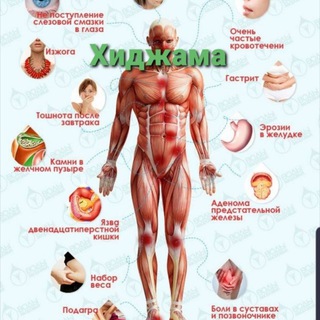 Не поступление
слезовой смазки
в глаза
Очень
частые
кровотечени
Хиджама
Изжога
Гастрит
Тошнота после
завтрака
Эрозии
в желудке
Камни в
желчном пузыре
Аденома
предстательной
железы
Язва
двенадцатиперстной
кишки
Набор
веса
Подагра
Боли в суставах
и позвоночнике